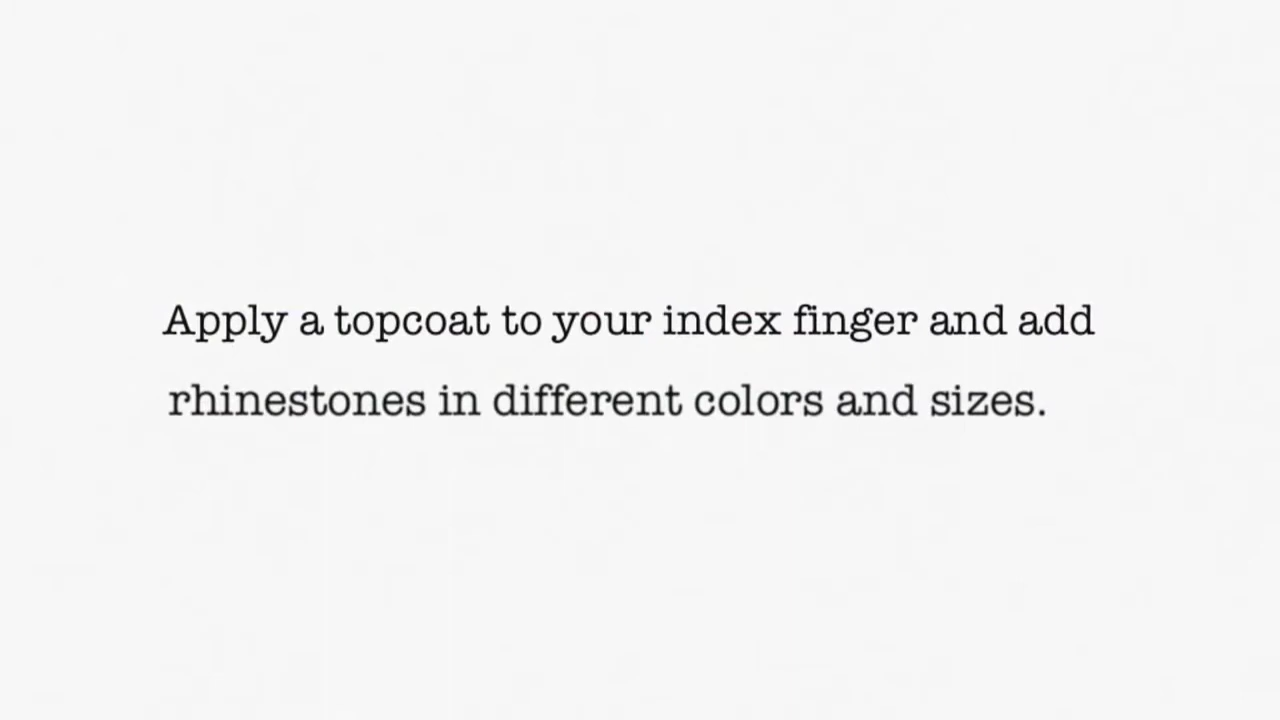 Apply a topcoat to your index finger and add
rhinestones in different colors and sizes.